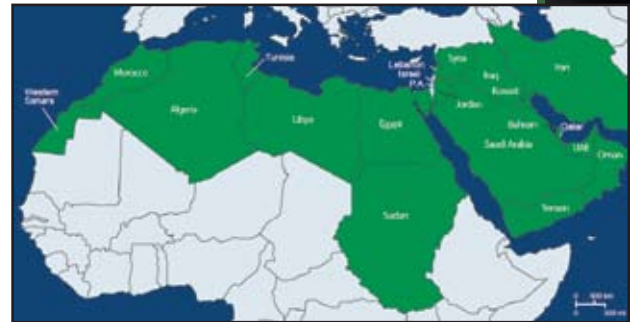 Morocco
Tunisia
Western
Sahara
Algeria
Libya
Egypt
Sudan
Lebanon
Israel
P.A.
Syria
Iraq
Iran
Jordan
Kuwait
Bahrain
Qatar
Saudi Arabia
UAE
Oman
Yemen